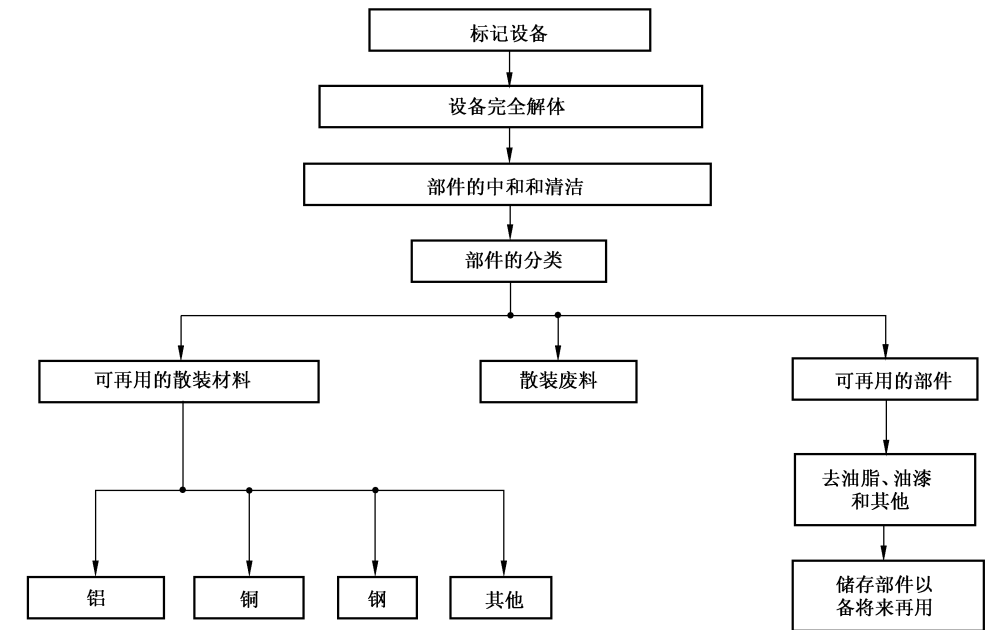 标记设备
设备完全解体
部件的中和和清洁
部件的分类
可再用的散装材料
散装废料
可再用的部件
去油脂、油漆
和其他
铝
铜
钢
其他
储存部件以
备将来再用